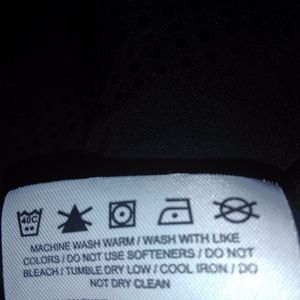 40C
MACHINE WASH WARM / WASH WITH LIKE
COLORS / DO NOT USE SOFTENERS / DO NOT
BLEACH / TUMBLE DRY LOW / COOL IRON / DO
NOT DRY CLEAN